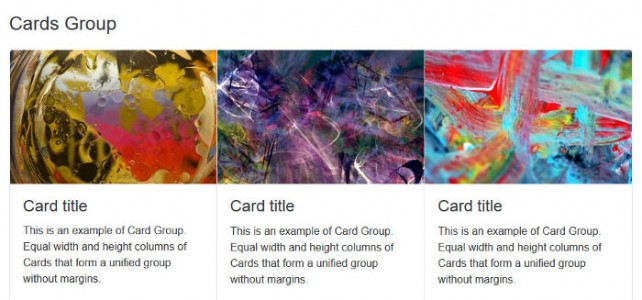 Cards Group
Card title
This is an example of Card Group.
Equal width and height columns of
Cards that form a unified group
without margins.
Card title
This is an example of Card Group.
Equal width and height columns of
Cards that form a unified group
without margins.
Card title
This is an example of Card Group.
Equal width and height columns of
Cards that form a unified group
without margins.